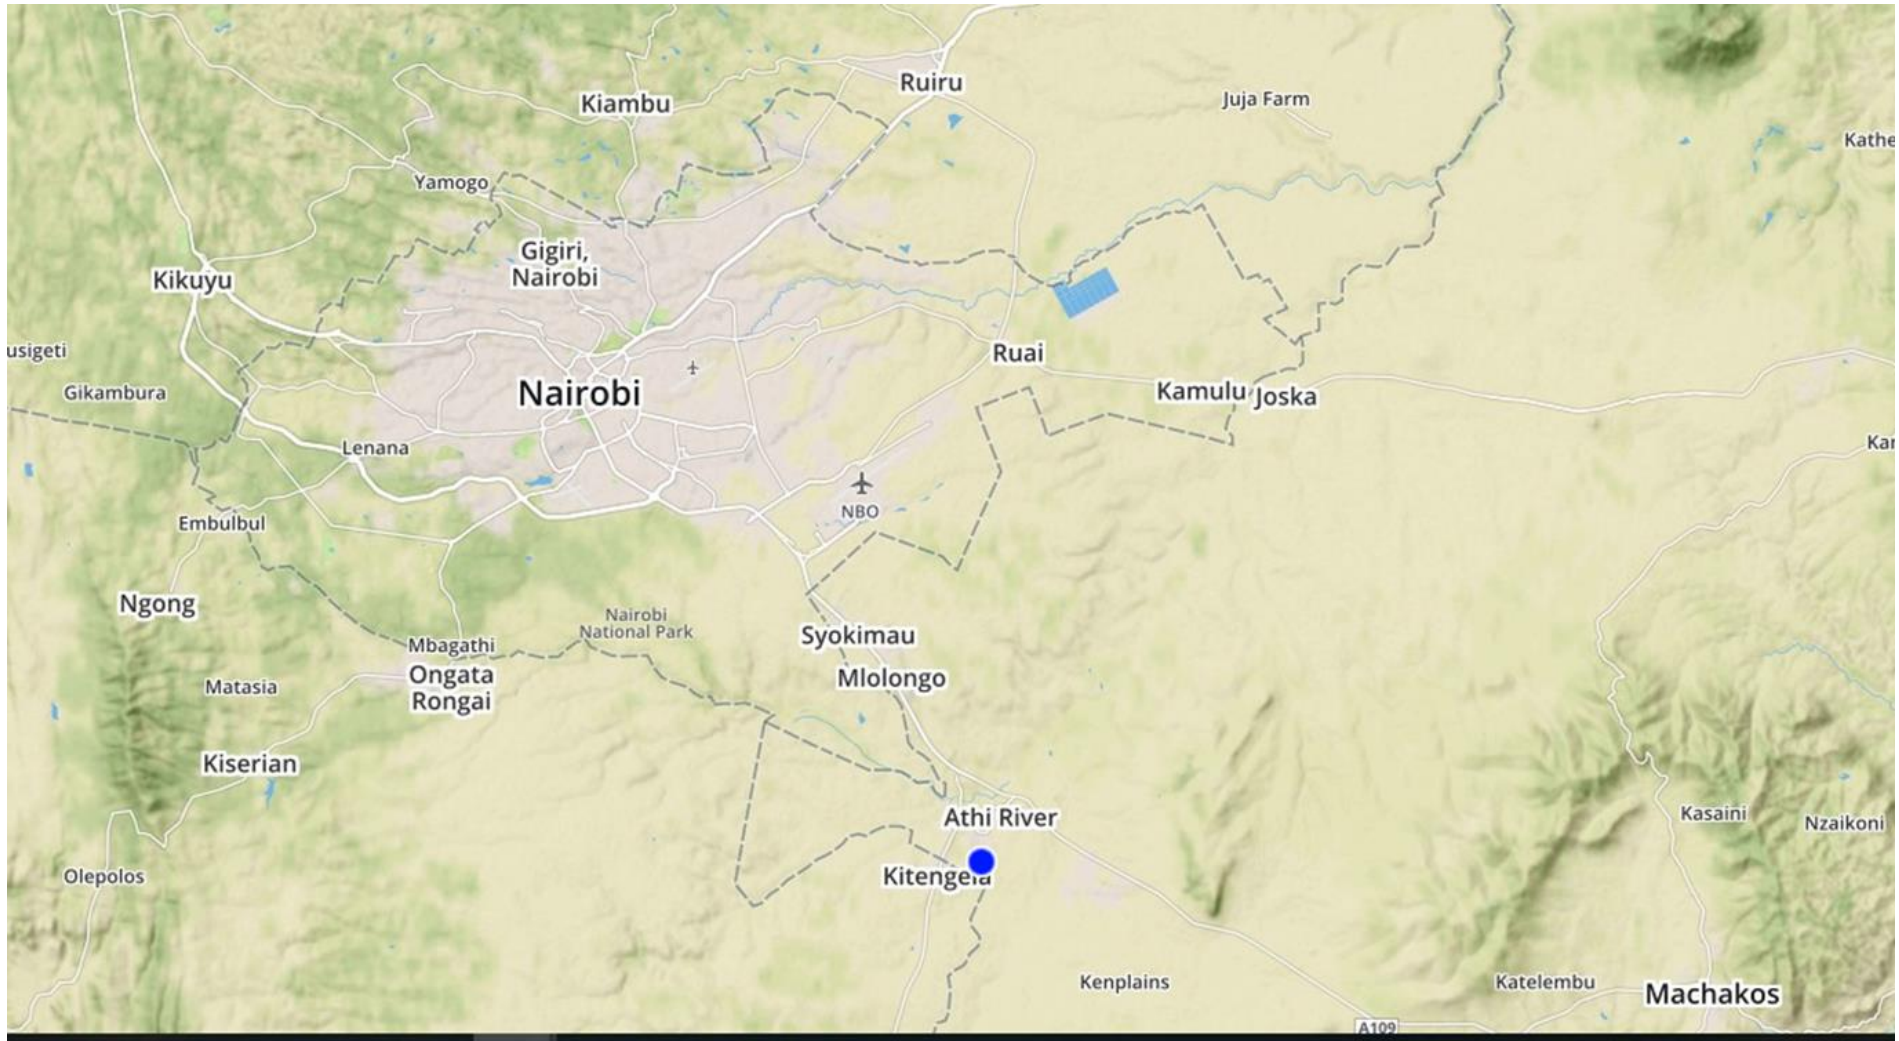 Ruiru
Kiambu
Juja Farm
Kathe
Yamogo
Gigiri,
Nairobi
Kikuyu
usigeti
Ruai
Gikambura
Nairobi
Kamulu
Joska
Lenana
Kar
NBO
Embulbul
Ngong
Nairobi
National Park
Syokimau
Mbagathi
Ongata
Rongai
Mlolongo
Matasia
Kiserian
Athi River
Kasaini
Nzaikoni
Olepolos
Kitengela
Kenplains
Katelembu
Machakos
A109